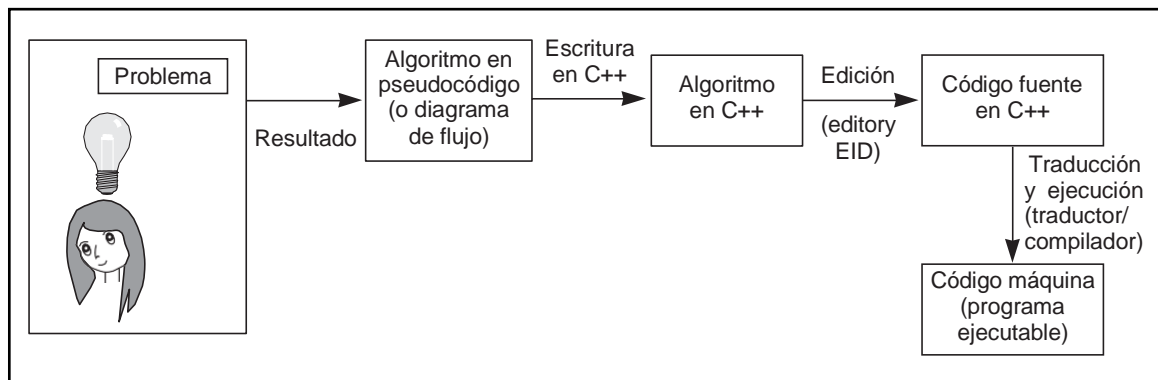 Problema
Resultado
Algoritmo en
pseudocódigo
(o diagrama
de flujo)
Escritura
en C++
Algoritmo
en C++
Edición
(editory
EID)
Código fuente
en C++
Traducción
y ejecución
(traductor/
compilador)
Código máquina
(programa
ejecutable)